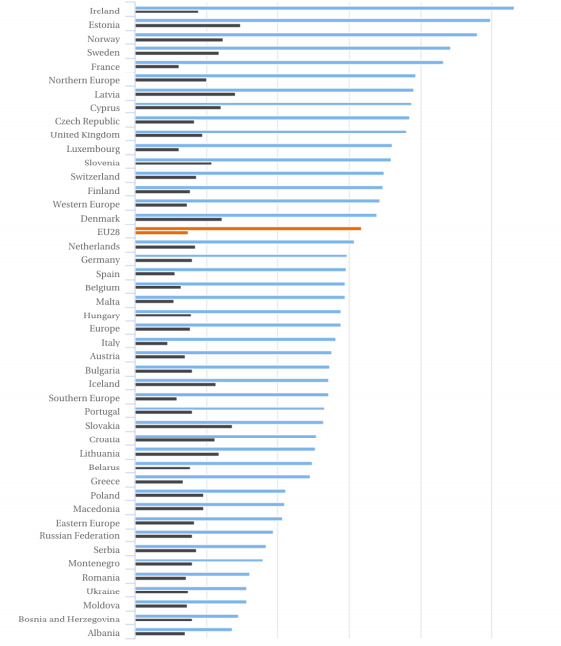 Ireland
Estonia
Norway
Sweden
France
Northern Europe
Latvia
Cyprus
Czech Republic
United Kingdom
Luxembourg
Slovenia
Switzerland
Finland
Western Europe
Denmark
EU28
Netherlands
Germany
Spain
Belgium
Malta
Hungary
Europe
Italy
Austria
Bulgaria
Iceland
Southern Europe
Portugal
Slovakia
Croatia
Lithuania
Belarus
Greece
Poland
Macedonia
Eastern Europe
Russian Federation
Serbia
Montenegro
Romania
Ukraine
Moldova
Bosnia and Herzegovina
Albania